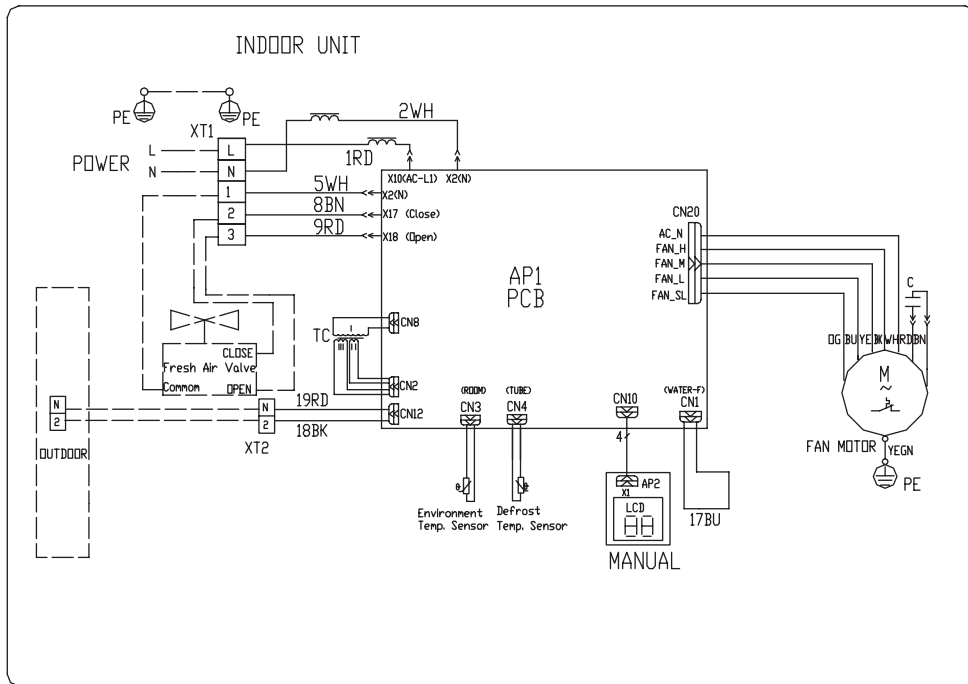 INDOOR UNIT
PE
PE
XT1
2WH
POWER
L
L
N
N
1RD
X10(AC-L1)
X2(N)
1
5WH
X2(N)
2
8BN
X17 (Close)
3
9RD
X18 (Open)
CN20
AC_N
FAN_H
FAN_M
FAN_L
FAN_SL
AP1
PCB
C
OG BU YE BK WH RD BN
M
~
FAN MOTOR
YEGN
PE
TC
I
III
II
CN8
CN2
CN12
CLOSE
Fresh Air Valve
Commom
OPEN
N
2
OUTDOOR
N
2
XT2
19RD
18BK
(ROOM)
CN3
(TUBE)
CN4
CN10
(WATER-F)
CN1
4
Environment
Temp. Sensor
Defrost
Temp. Sensor
AP2
X1
LCD
88
MANUAL
17BU